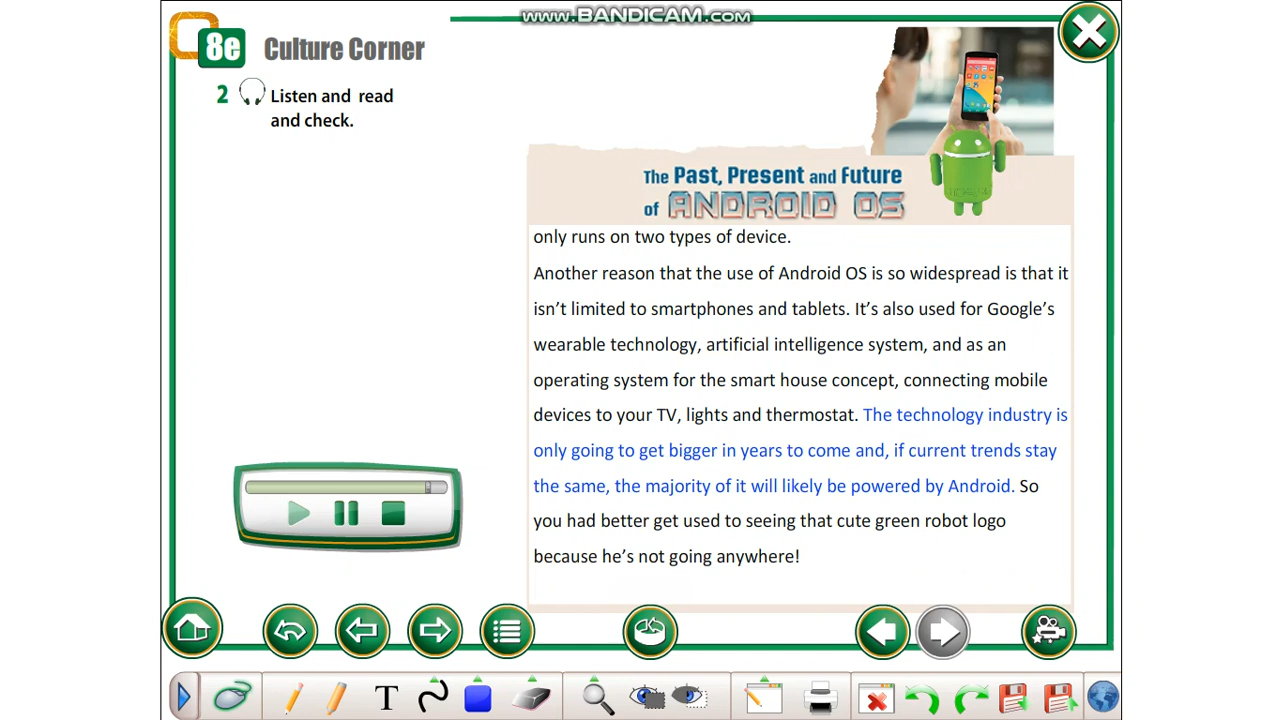 www.BANDICAM.com
8e Culture Corner
2 Listen and read
and check.
The Past, Present and Future
of ANDROID OS
only runs on two types of device.
Another reason that the use of Android OS is so widespread is that it
isn't limited to smartphones and tablets. It's also used for Google's
wearable technology, artificial intelligence system, and as an
operating system for the smart house concept, connecting mobile
devices to your TV, lights and thermostat. The technology industry is
only going to get bigger in years to come and, if current trends stay
the same, the majority of it will likely be powered by Android. So
you had better get used to seeing that cute green robot logo
because he's not going anywhere!
T